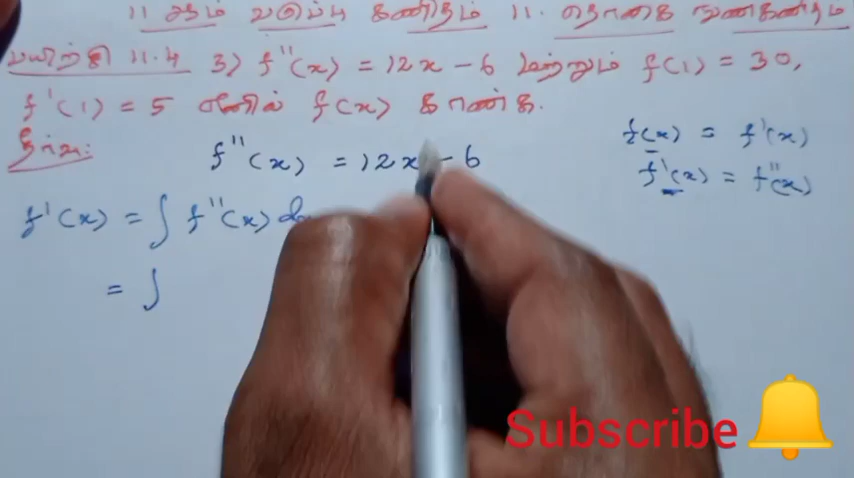 11 ஆம் வகுப்பு கணிதம் 11. தொகை நுண்கணிதம்
பயிற்சி 11.4 3) f''(x) = 12x - 6 மற்றும் f(1) = 30,
f'(1) = 5 எனில் f(x) காண்க.
தீர்வு:
f''(x) = 12x - 6
f(x) = f'(x)
f'(x) = f''(x)
f'(x) = ∫ f''(x) dx
= ∫
Subscribe